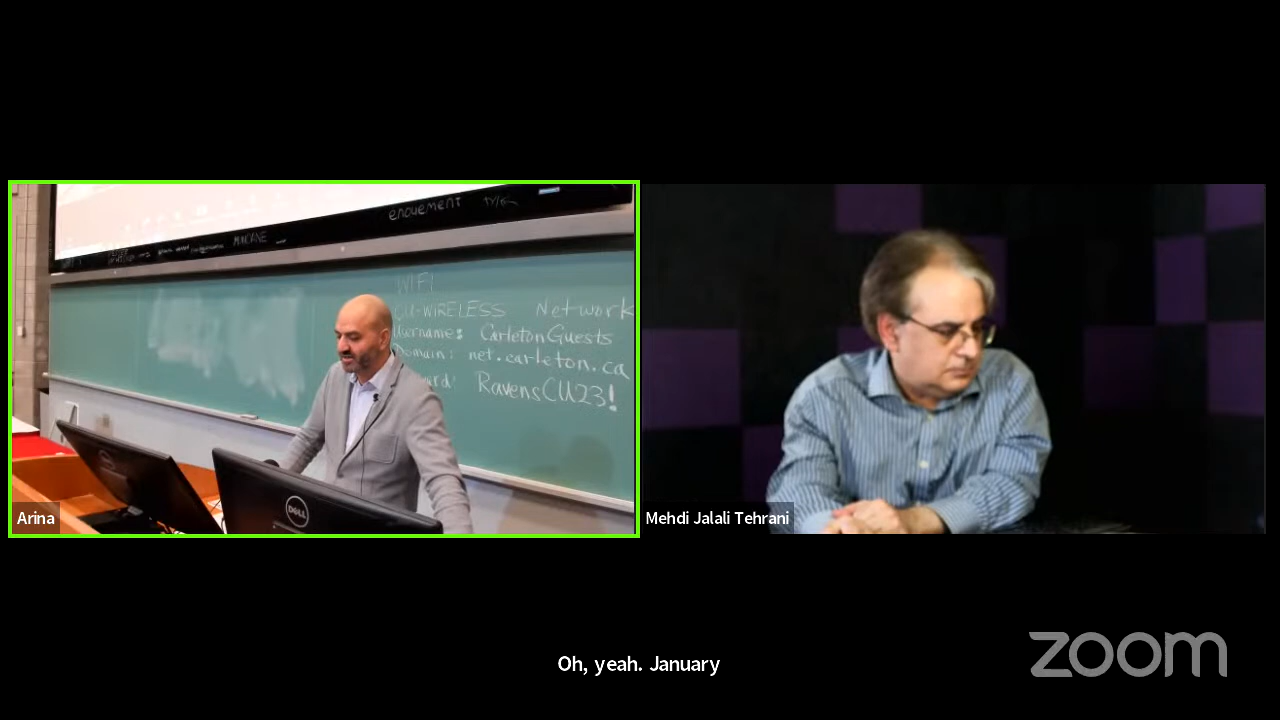 enouement
MUNDANE
WIFI
CU-WIRELESS Network
Username: CarletonGuests
Domain: net.carleton.ca
RavensCU23!
DELL
Arina
Mehdi Jalali Tehrani
Oh, yeah. January
zoom